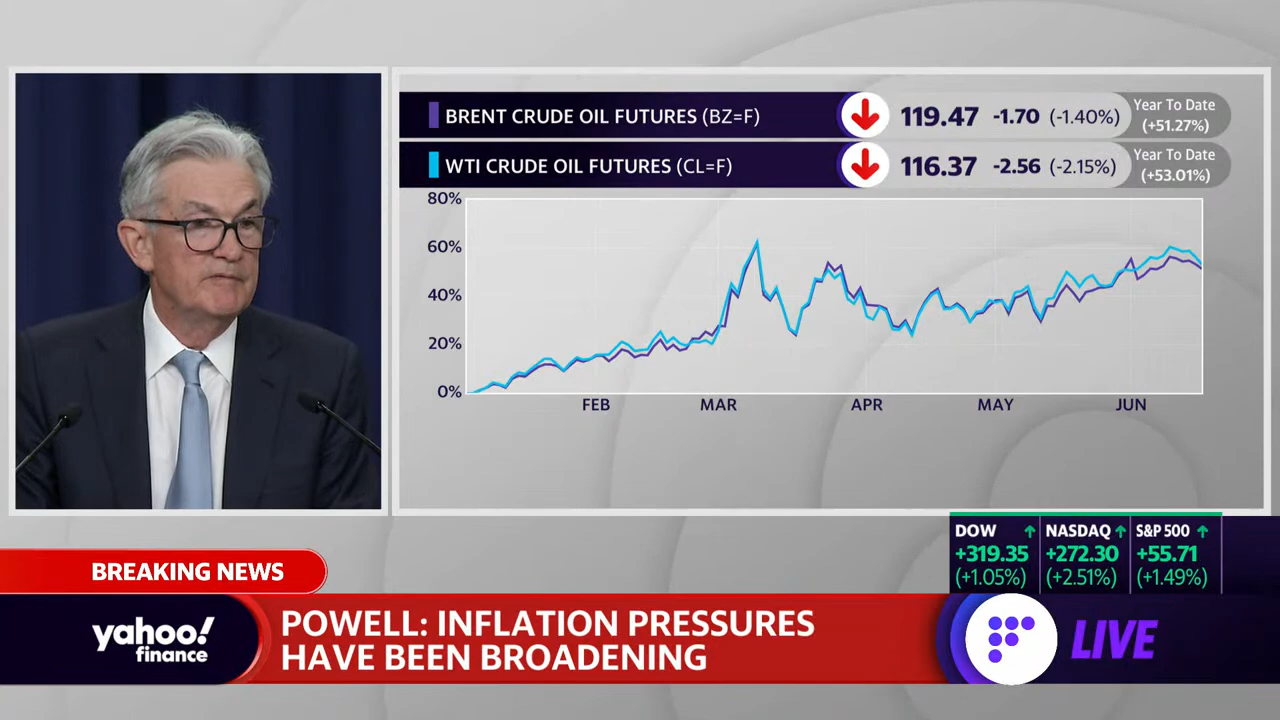 BRENT CRUDE OIL FUTURES (BZ=F) 119.47 -1.70 (-1.40%) Year To Date (+51.27%)
WTI CRUDE OIL FUTURES (CL=F) 116.37 -2.56 (-2.15%) Year To Date (+53.01%)
80%
60%
40%
20%
0%
FEB MAR APR MAY JUN
DOW NASDAQ S&P 500
+319.35 +272.30 +55.71
(+1.05%) (+2.51%) (+1.49%)
BREAKING NEWS
yahoo!
finance
POWELL: INFLATION PRESSURES
HAVE BEEN BROADENING
LIVE